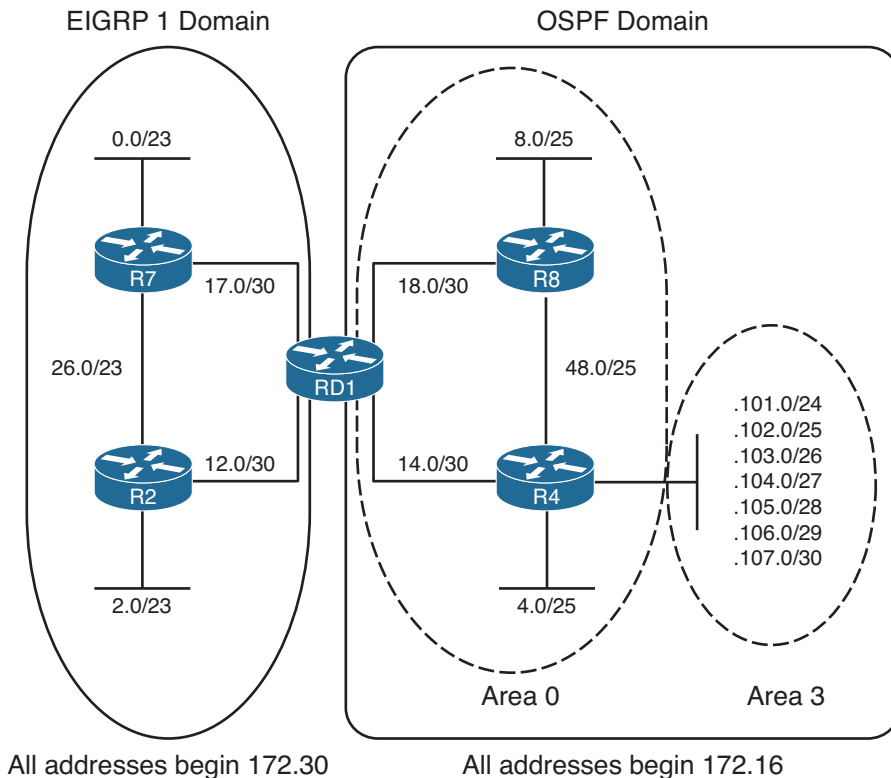 EIGRP 1 Domain
OSPF Domain
0.0/23
R7
17.0/30
26.0/23
R2
12.0/30
2.0/23
RD1
8.0/25
R8
18.0/30
48.0/25
14.0/30
R4
4.0/25
.101.0/24
.102.0/25
.103.0/26
.104.0/27
.105.0/28
.106.0/29
.107.0/30
Area 0
Area 3
All addresses begin 172.30
All addresses begin 172.16